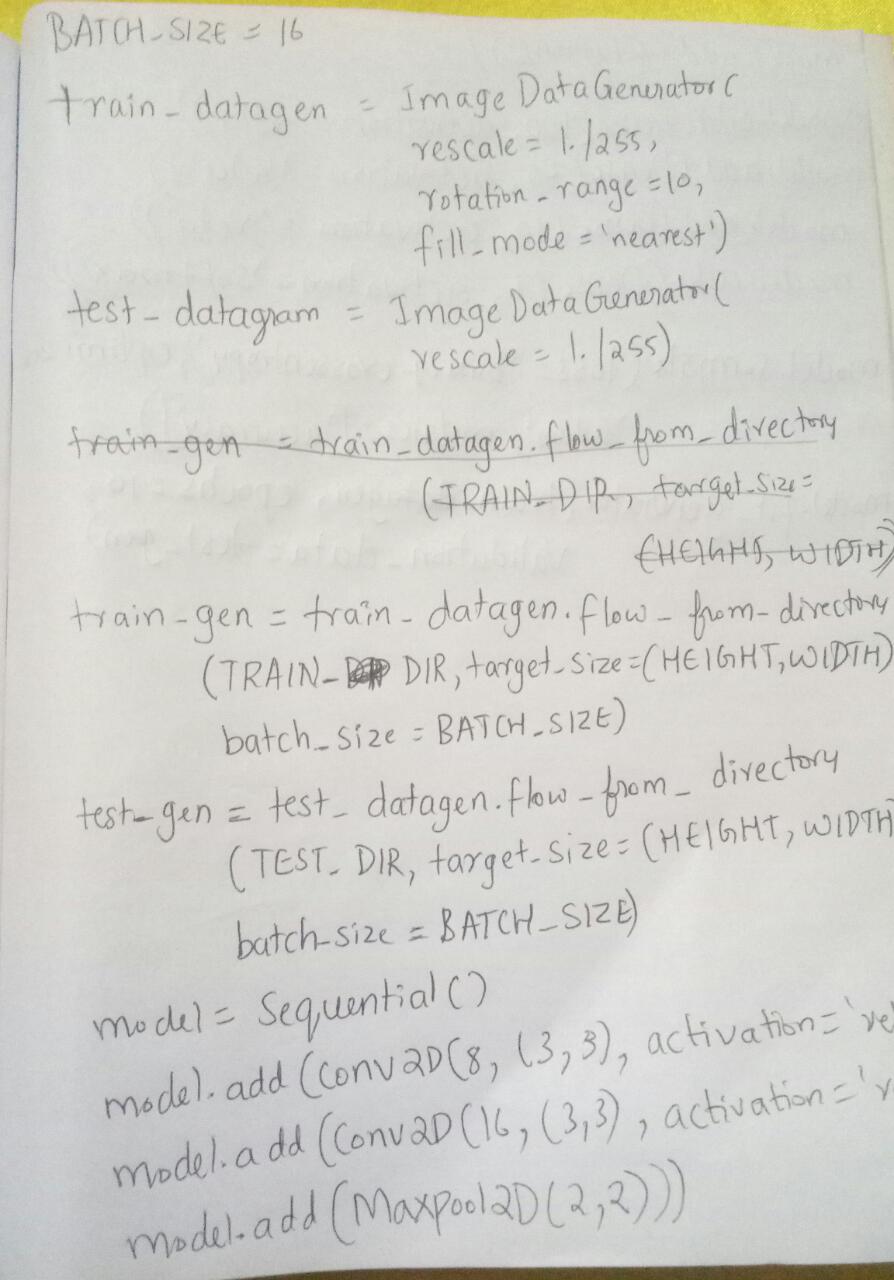 BATCH_SIZE = 16
train_datagen = ImageDataGenerator(
rescale = 1./255,
rotation_range = 10,
fill_mode = 'nearest')
test_datagram = ImageDataGenerator(
rescale = 1./255)
train_gen = train_datagen.flow_from_directory
(TRAIN_DIR, target_size =
(HEIGHT, WIDTH)
train_gen = train_datagen.flow_from_directory
(TRAIN_ DIR, target_size = (HEIGHT, WIDTH)
batch_size = BATCH_SIZE)
test_gen = test_datagen.flow_from_directory
(TEST_DIR, target_size = (HEIGHT, WIDTH
batch_size = BATCH_SIZE)
model = Sequential()
model.add(Conv2D(8, (3,3), activation = 're
model.add(Conv2D(16, (3,3), activation = 'r
model.add(Maxpool2D(2,2)))